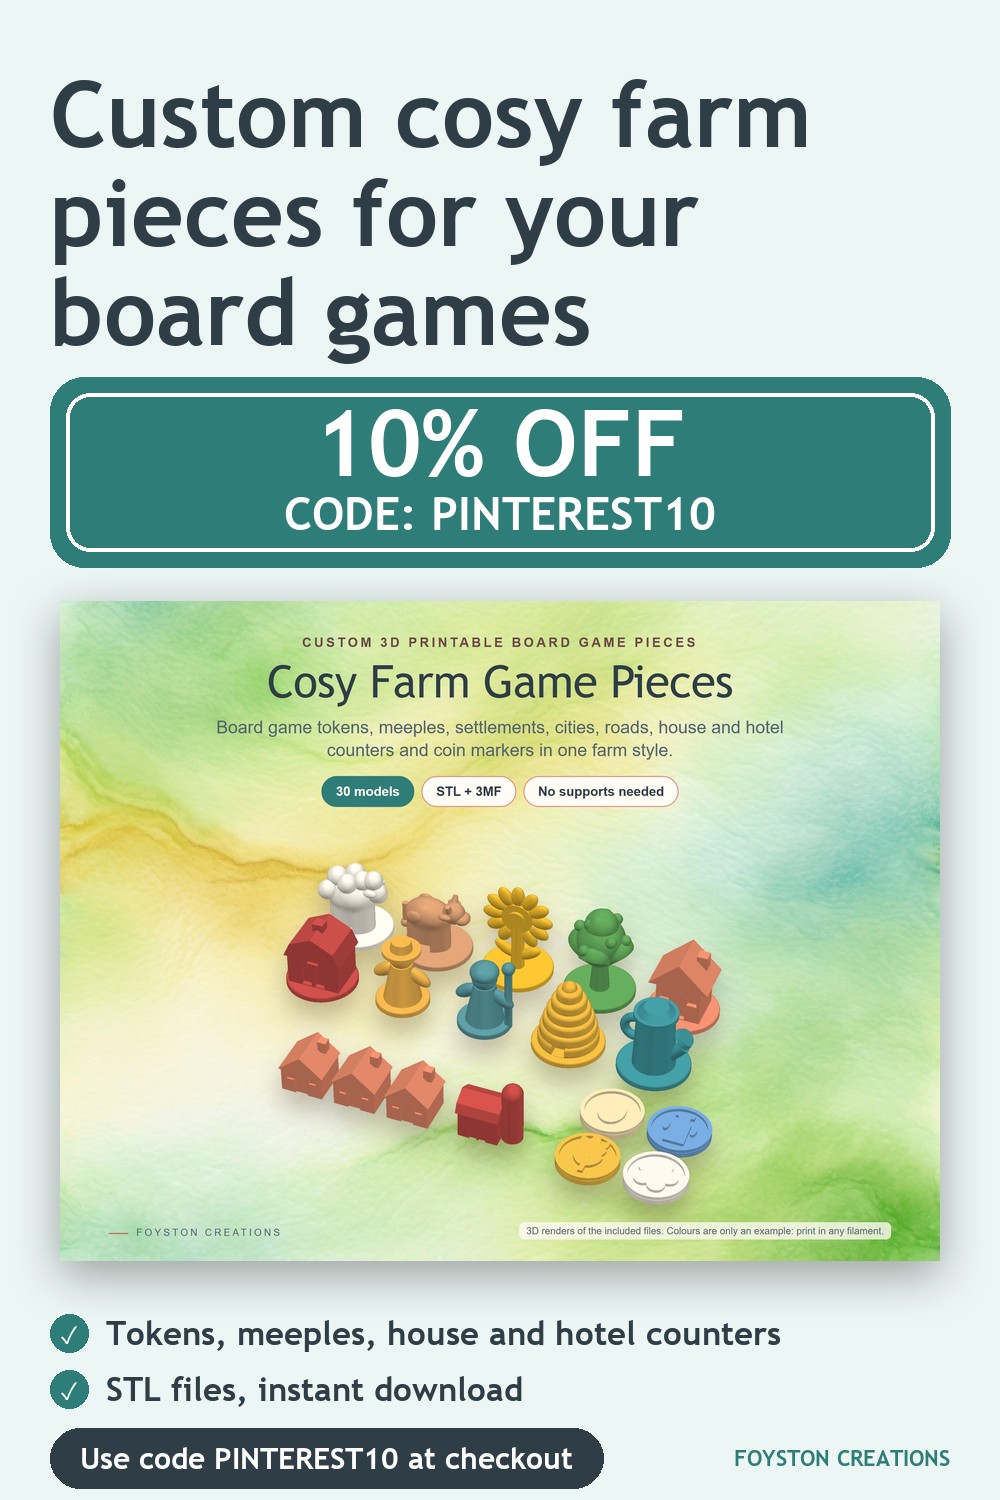 Custom cosy farm
pieces for your
board games
10% OFF
CODE: PINTEREST10
CUSTOM 3D PRINTABLE BOARD GAME PIECES
Cosy Farm Game Pieces
Board game tokens, meeples, settlements, cities, roads, house and hotel
counters and coin markers in one farm style.
30 models
STL + 3MF
No supports needed
FOYSTON CREATIONS
3D renders of the included files. Colours are only an example: print in any filament.
✓ Tokens, meeples, house and hotel counters
✓ STL files, instant download
Use code PINTEREST10 at checkout
FOYSTON CREATIONS